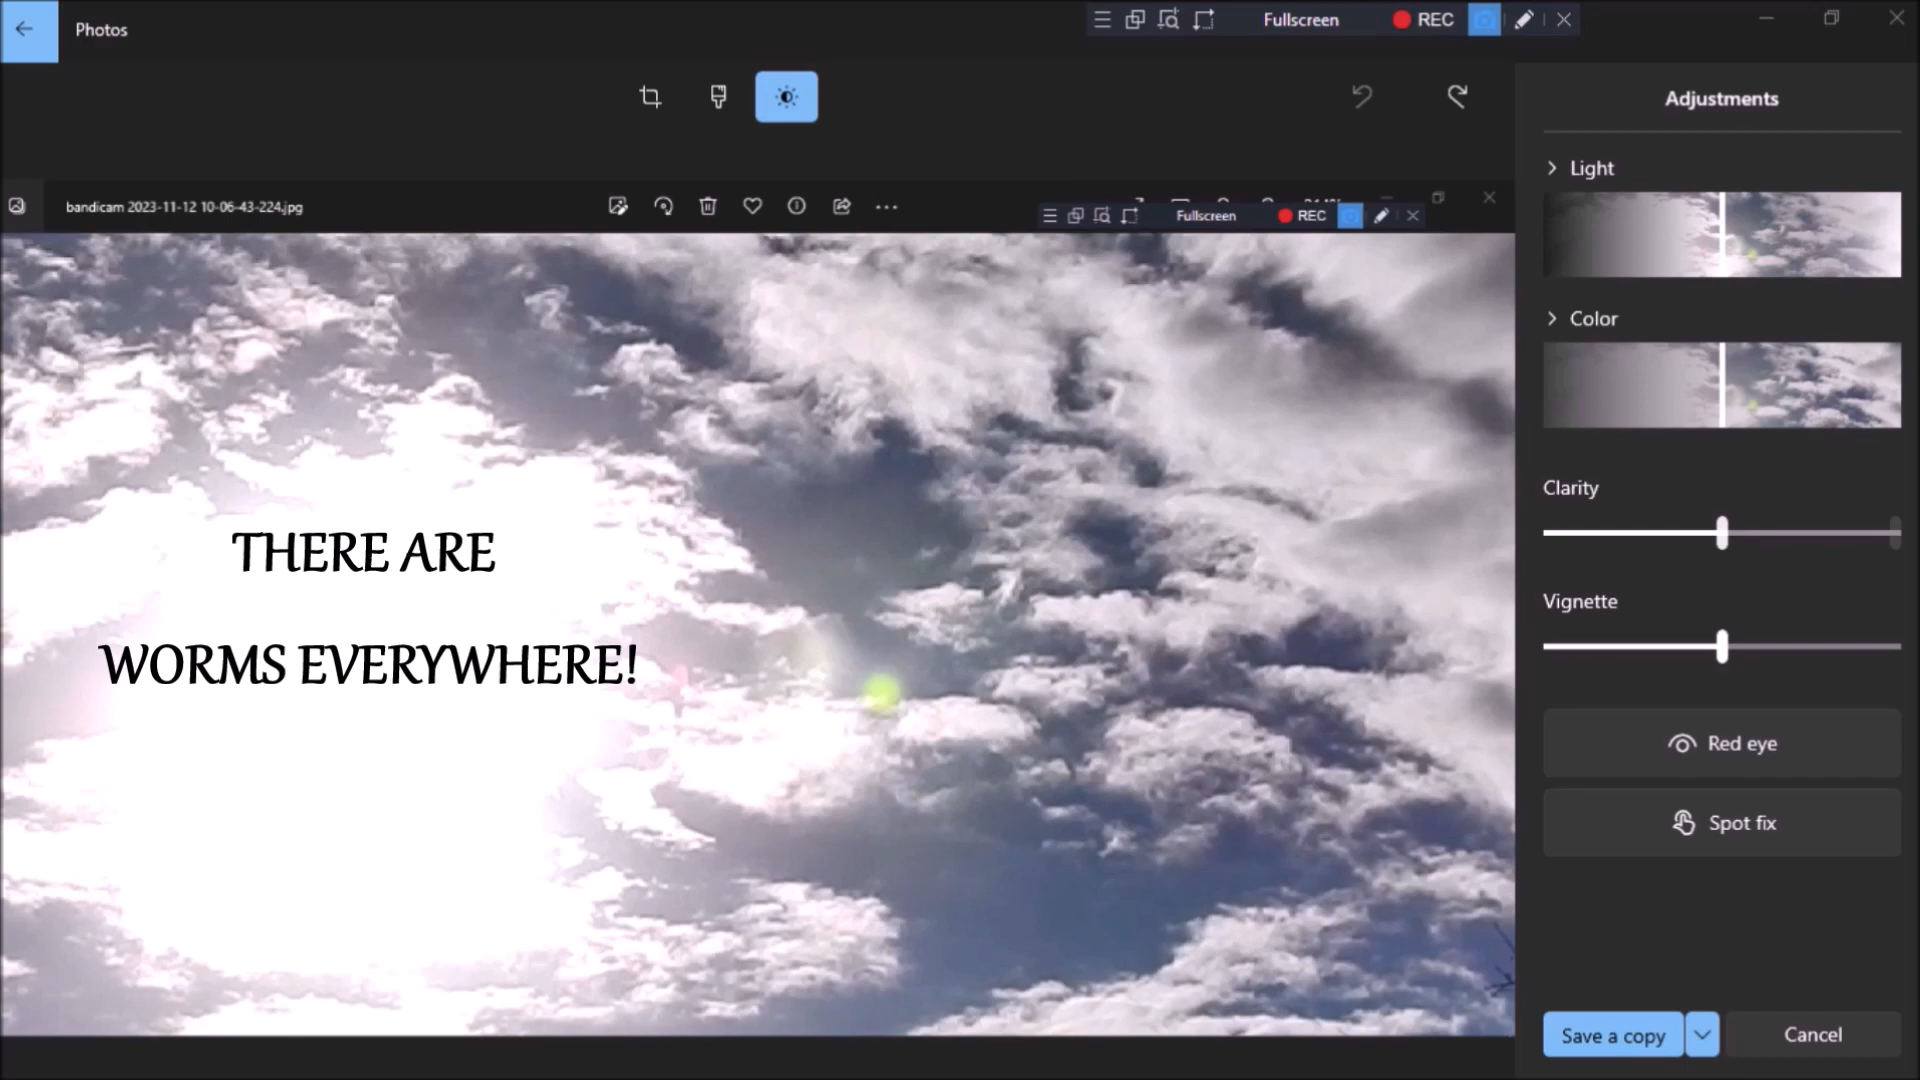 Photos
Fullscreen
REC
Adjustments
Light
bandicam 2023-11-12 10-06-43-224.jpg
Fullscreen
REC
Color
Clarity
THERE ARE
Vignette
WORMS EVERYWHERE!
Red eye
Spot fix
Save a copy
Cancel